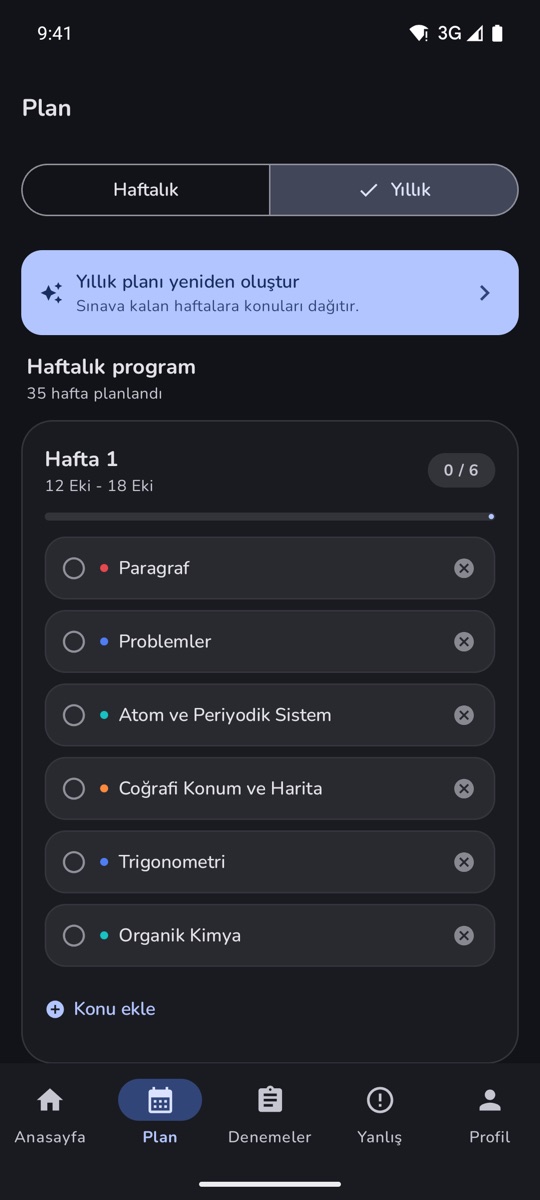 9:41
3G
Plan
Haftalık
Yıllık
Yıllık planı yeniden oluştur
Sınava kalan haftalara konuları dağıtır.
Haftalık program
35 hafta planlandı
Hafta 1
12 Eki - 18 Eki
0 / 6
Paragraf
Problemler
Atom ve Periyodik Sistem
Coğrafi Konum ve Harita
Trigonometri
Organik Kimya
Konu ekle
Anasayfa
Plan
Denemeler
Yanlış
Profil